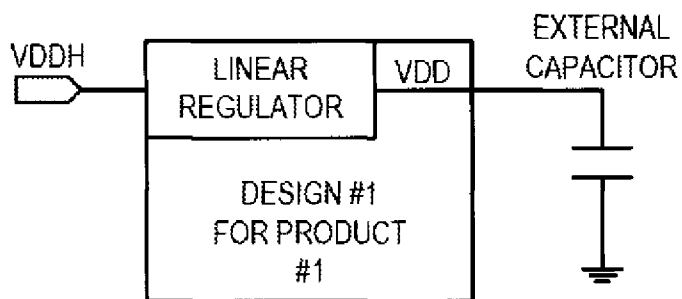 VDDH
LINEAR
REGULATOR
VDD
EXTERNAL
CAPACITOR
DESIGN #1
FOR PRODUCT
#1